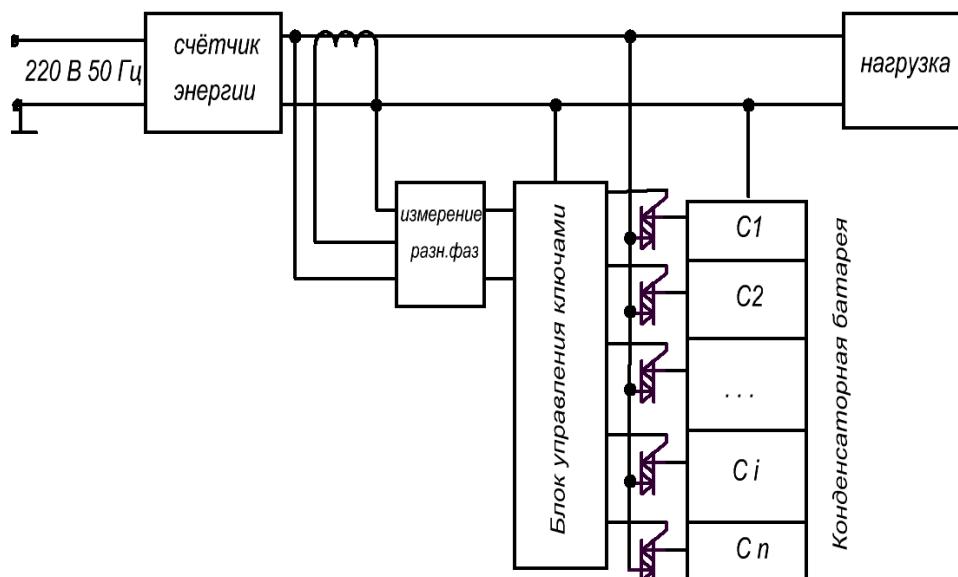 счётчик
энергии
220 В 50 Гц
нагрузка
измерение
разн.фаз
Блок управления ключами
C1
C2
...
C i
C n
Конденсаторная батарея